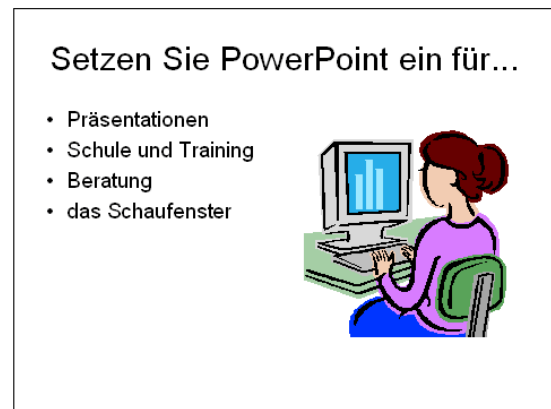 Setzen Sie PowerPoint ein für...
• Präsentationen
• Schule und Training
• Beratung
• das Schaufenster